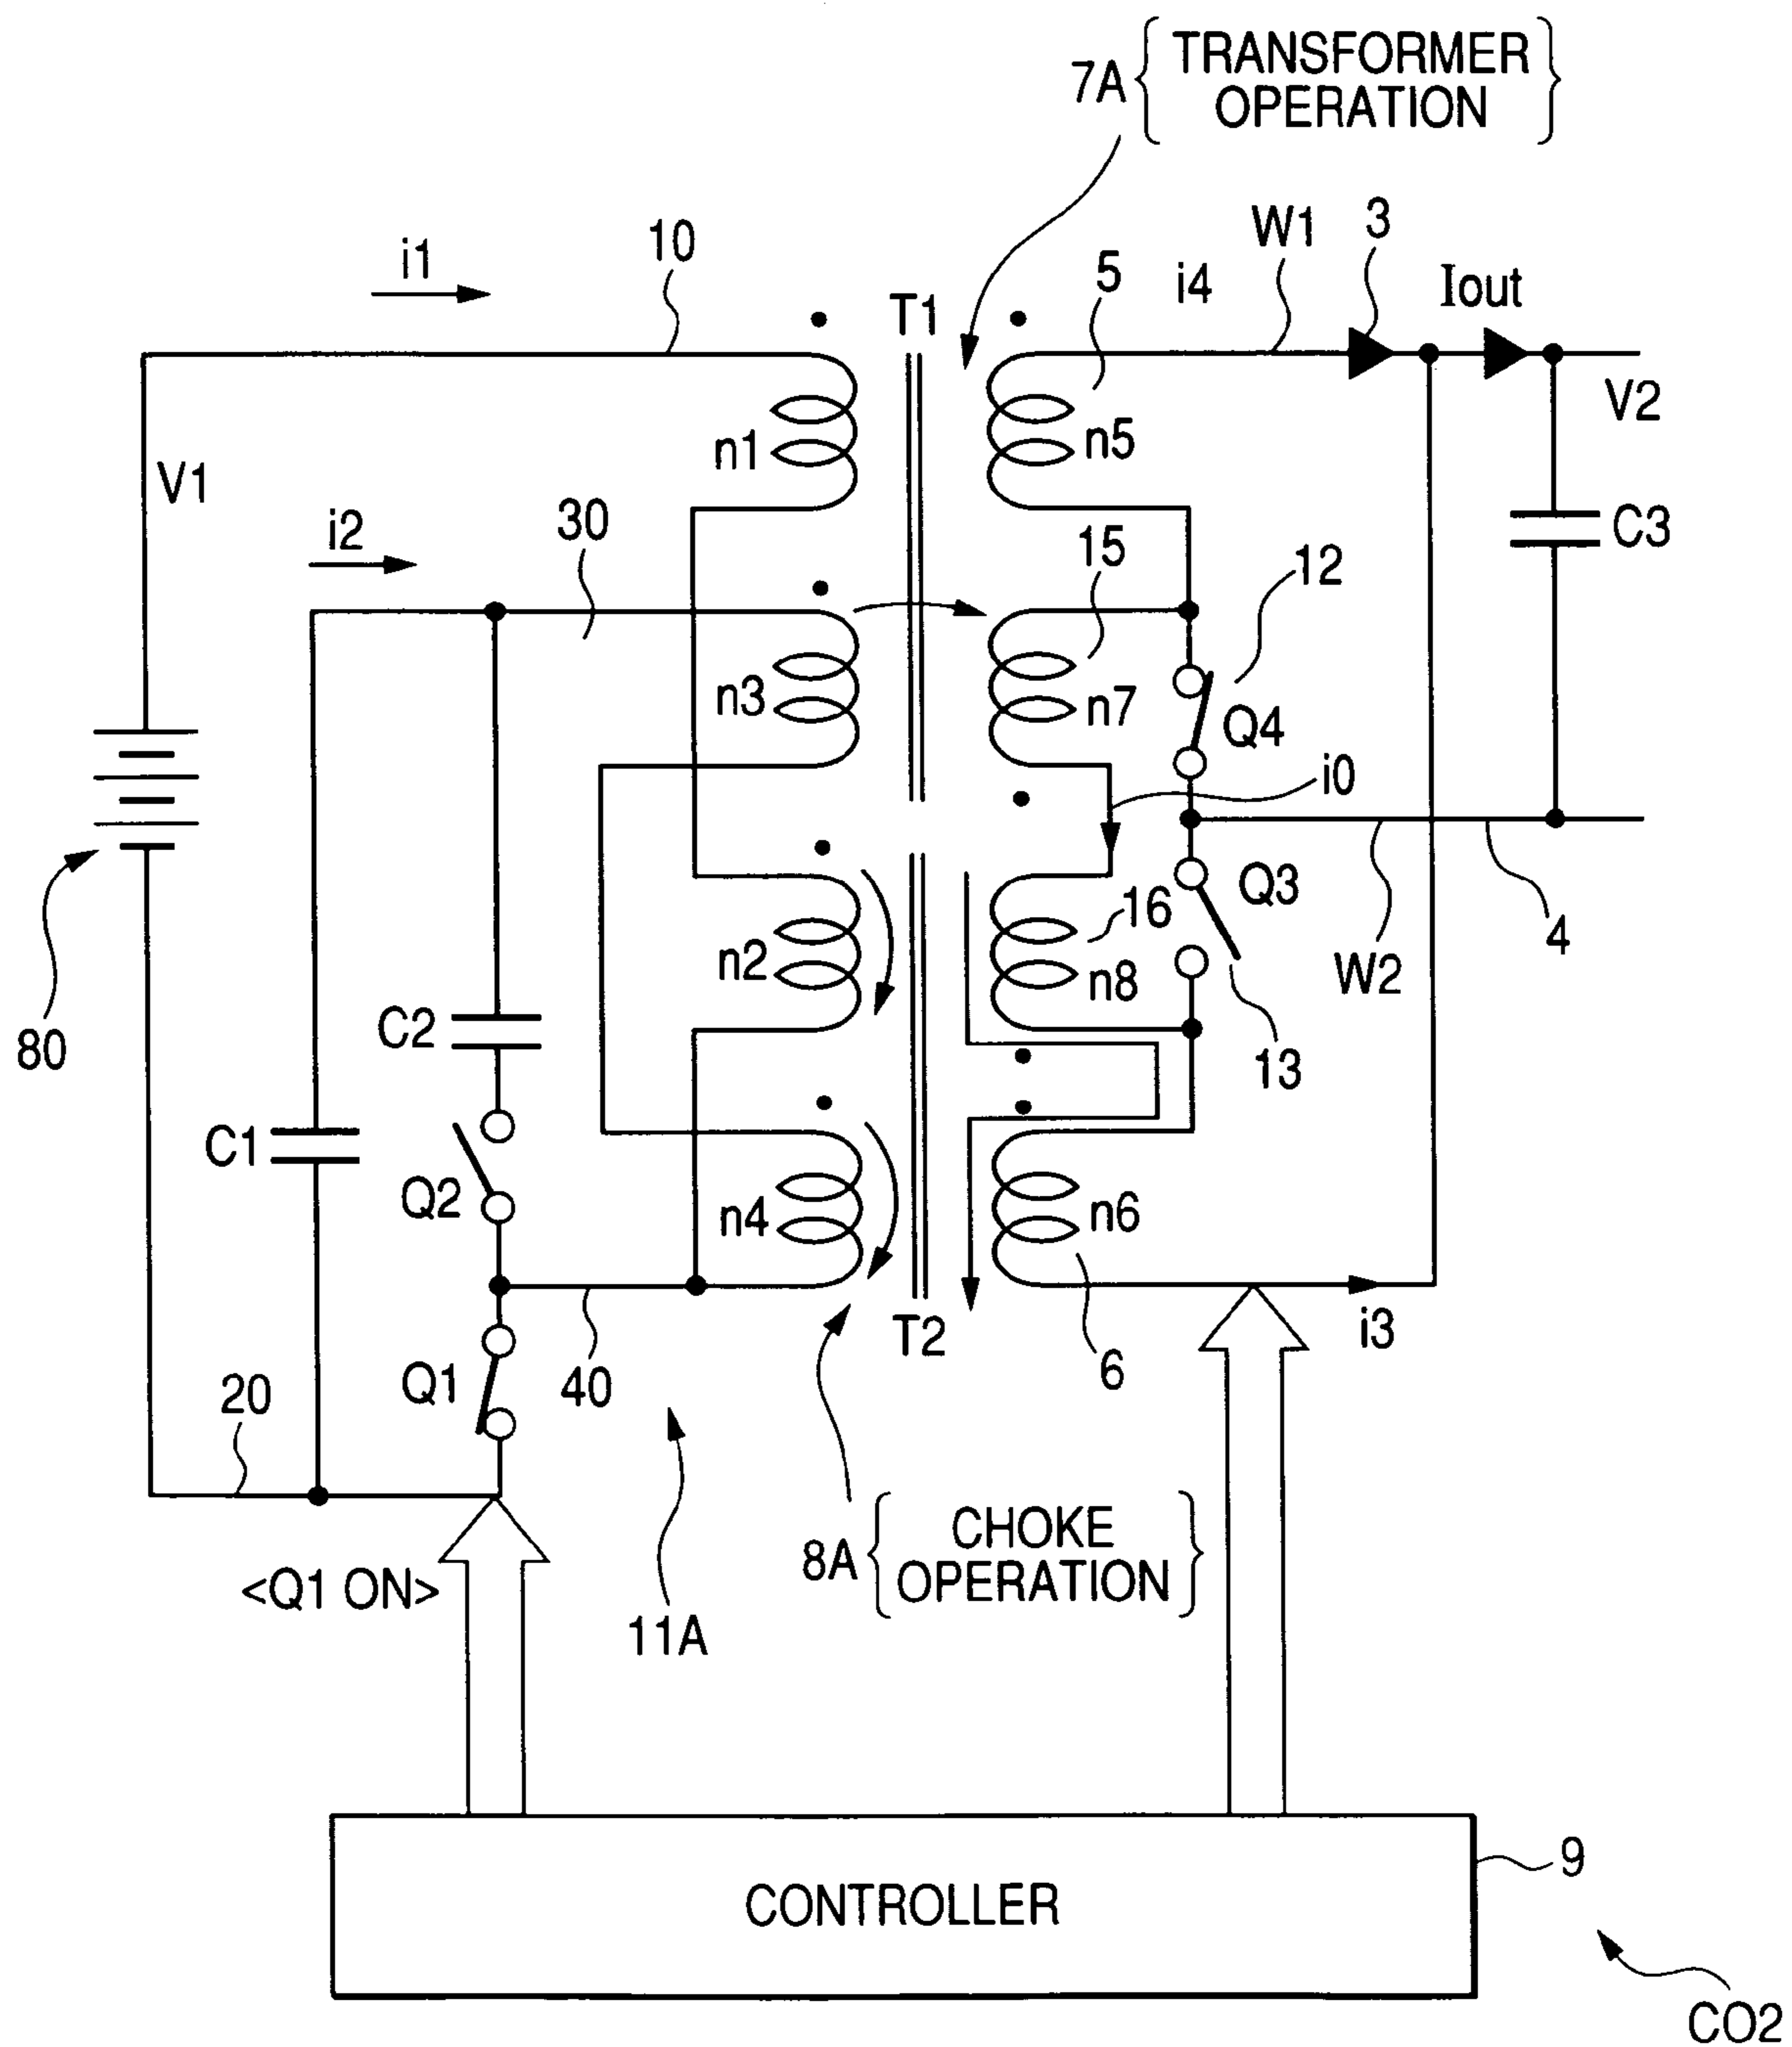 7A
TRANSFORMER
OPERATION
i1
10
T1
5
i4
W1
3
Iout
V2
n1
n5
V1
i2
30
15
12
C3
n3
n7
Q4
i0
80
n2
16
n8
Q3
13
W2
4
C2
C1
Q2
n4
n6
Q1
20
40
T2
6
i3
<Q1 ON>
11A
8A
CHOKE
OPERATION
CONTROLLER
9
CO2